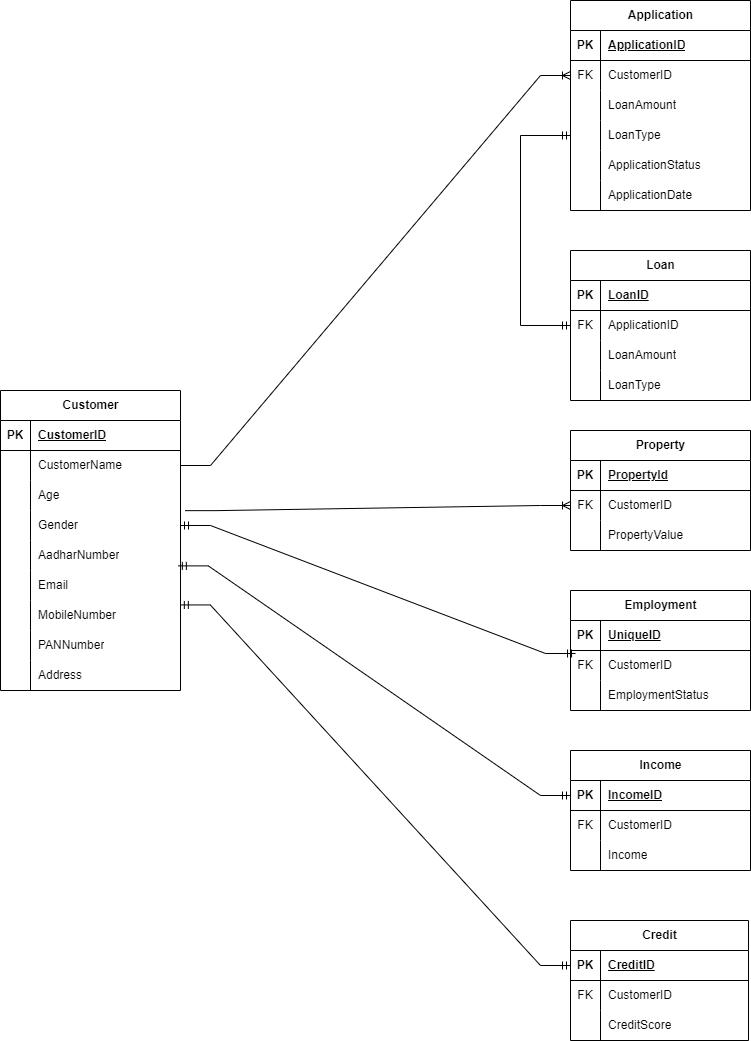 Application
PK ApplicationID
FK CustomerID
LoanAmount
LoanType
ApplicationStatus
ApplicationDate
Loan
PK LoanID
FK ApplicationID
LoanAmount
LoanType
Customer
PK CustomerID
CustomerName
Age
Gender
AadharNumber
Email
MobileNumber
PANNumber
Address
Property
PK PropertyId
FK CustomerID
PropertyValue
Employment
PK UniqueID
FK CustomerID
EmploymentStatus
Income
PK IncomeID
FK CustomerID
Income
Credit
PK CreditID
FK CustomerID
CreditScore